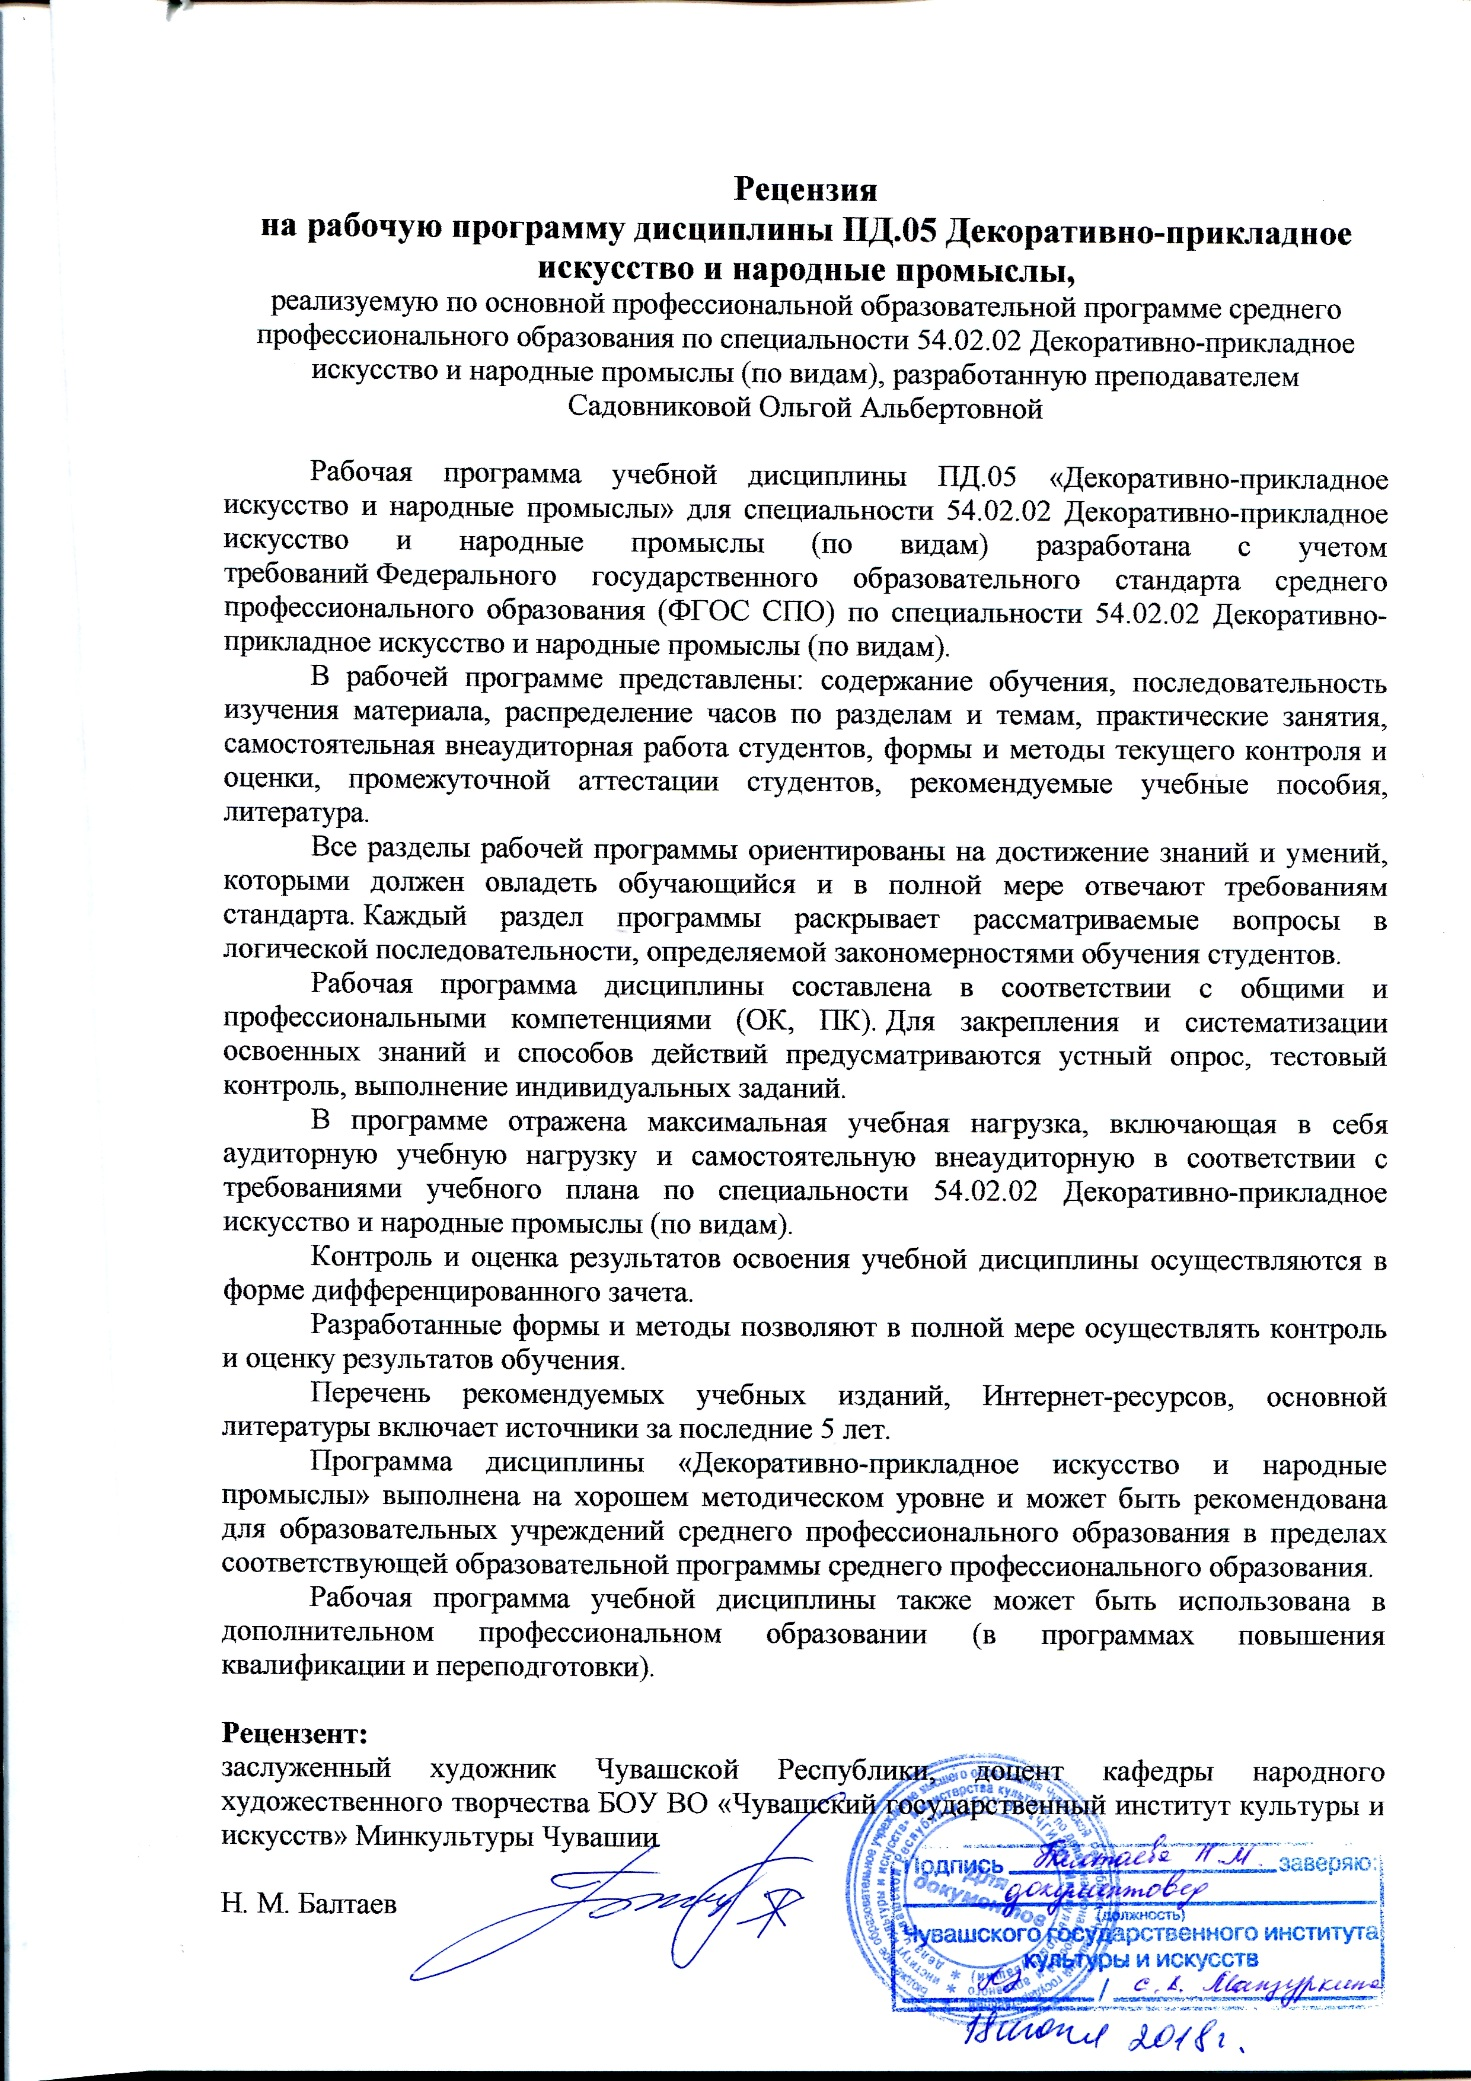 Рецензия
на рабочую программу дисциплины ПД.05 Декоративно-прикладное
искусство и народные промыслы,
реализуемую по основной профессиональной образовательной программе среднего
профессионального образования по специальности 54.02.02 Декоративно-прикладное
искусство и народные промыслы (по видам), разработанную преподавателем
Садовниковой Ольгой Альбертовной
Рабочая программа учебной дисциплины ПД.05 «Декоративно-прикладное
искусство и народные промыслы» для специальности 54.02.02 Декоративно-прикладное
искусство и народные промыслы (по видам) разработана с учетом
требований Федерального государственного образовательного стандарта среднего
профессионального образования (ФГОС СПО) по специальности 54.02.02 Декоративно-
прикладное искусство и народные промыслы (по видам).
В рабочей программе представлены: содержание обучения, последовательность
изучения материала, распределение часов по разделам и темам, практические занятия,
самостоятельная внеаудиторная работа студентов, формы и методы текущего контроля и
оценки, промежуточной аттестации студентов, рекомендуемые учебные пособия,
литература.
Все разделы рабочей программы ориентированы на достижение знаний и умений,
которыми должен овладеть обучающийся и в полной мере отвечают требованиям
стандарта. Каждый раздел программы раскрывает рассматриваемые вопросы в
логической последовательности, определяемой закономерностями обучения студентов.
Рабочая программа дисциплины составлена в соответствии с общими и
профессиональными компетенциями (ОК, ПК). Для закрепления и систематизации
освоенных знаний и способов действий предусматриваются устный опрос, тестовый
контроль, выполнение индивидуальных заданий.
В программе отражена максимальная учебная нагрузка, включающая в себя
аудиторную учебную нагрузку и самостоятельную внеаудиторную в соответствии с
требованиями учебного плана по специальности 54.02.02 Декоративно-прикладное
искусство и народные промыслы (по видам).
Контроль и оценка результатов освоения учебной дисциплины осуществляются в
форме дифференцированного зачета.
Разработанные формы и методы позволяют в полной мере осуществлять контроль
и оценку результатов обучения.
Перечень рекомендуемых учебных изданий, Интернет-ресурсов, основной
литературы включает источники за последние 5 лет.
Программа дисциплины «Декоративно-прикладное искусство и народные
промыслы» выполнена на хорошем методическом уровне и может быть рекомендована
для образовательных учреждений среднего профессионального образования в пределах
соответствующей образовательной программы среднего профессионального образования.
Рабочая программа учебной дисциплины также может быть использована в
дополнительном профессиональном образовании (в программах повышения
квалификации и переподготовки).
Рецензент:
заслуженный художник Чувашской Республики, доцент кафедры народного
художественного творчества БОУ ВО «Чувашский государственный институт культуры и
искусств» Минкультуры Чувашии
Н. М. Балтаев
Подпись Балтаева Н.М. заверяю:
документовед
(должность)
Чувашского государственного института
культуры и искусств
Для
документов
2018г.